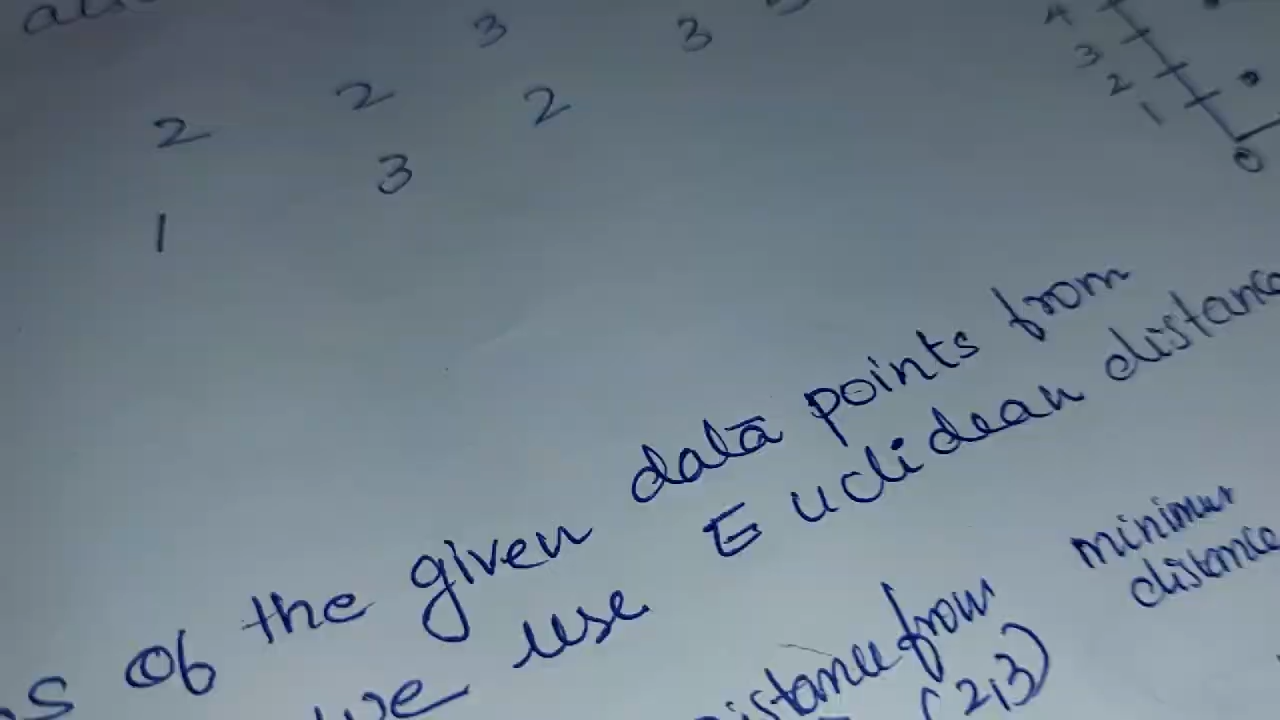 3 3
2 2 2
3
1
4
3
2
1
0
of the given data points from
we use Euclidean distance
distance from minimum
(2,3) distance